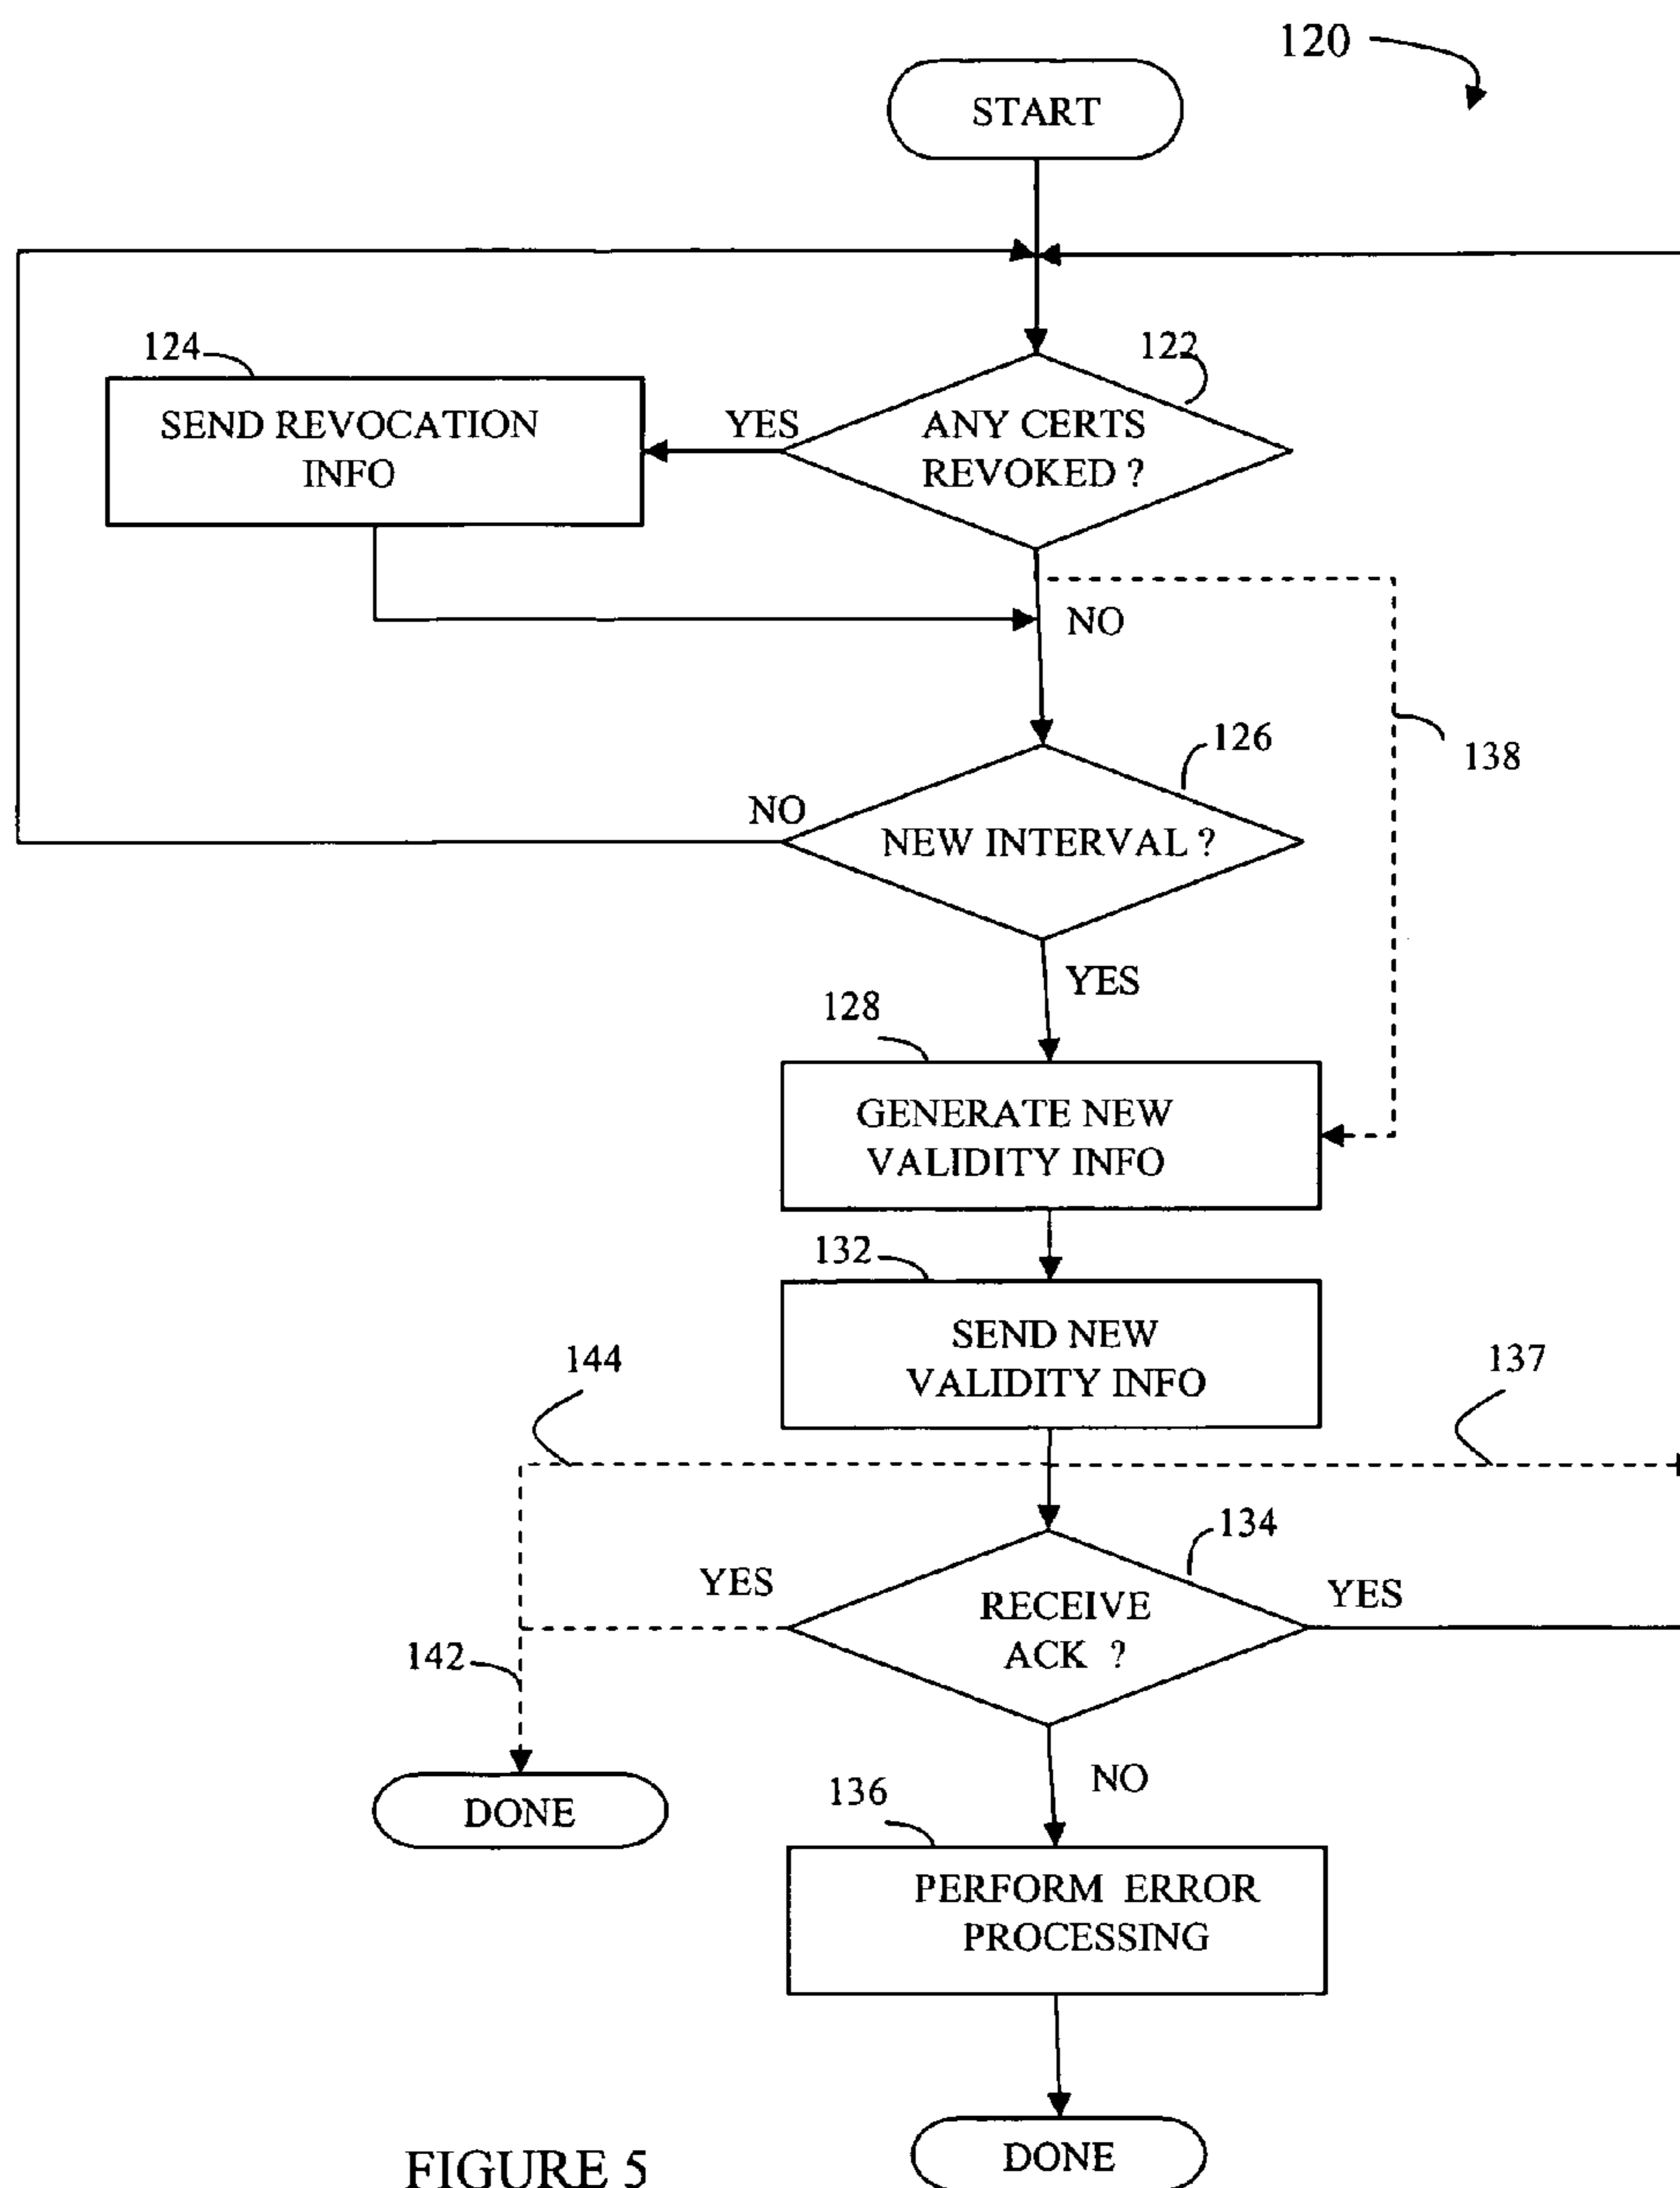 120
START
124
122
SEND REVOCATION
INFO
YES
ANY CERTS
REVOKED ?
NO
126
138
NO
NEW INTERVAL ?
YES
128
GENERATE NEW
VALIDITY INFO
132
SEND NEW
VALIDITY INFO
144
137
134
YES
RECEIVE
ACK ?
YES
142
DONE
NO
136
PERFORM ERROR
PROCESSING
DONE
FIGURE 5